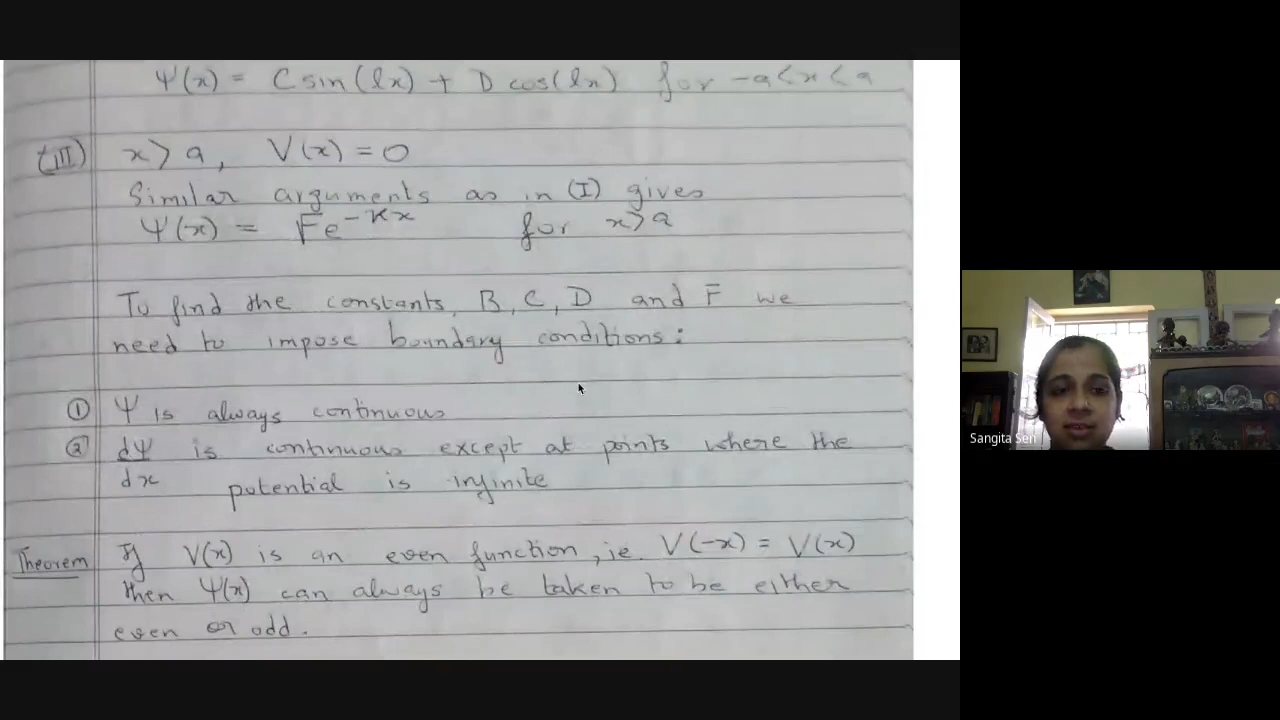 Ψ(x) = C sin(lx) + D cos(lx) for -a<x<a
(III) x > a, V(x) = 0
Similar arguments as in (I) gives
Ψ(x) = Fe^{-κx} for x>a
To find the constants, B, C, D and F we
need to impose boundary conditions:
① Ψ is always continuous
② dΨ/dx is continuous except at points where the
potential is infinite
Theorem If V(x) is an even function, ie. V(-x) = V(x)
then Ψ(x) can always be taken to be either
even or odd.
Sangita Sen